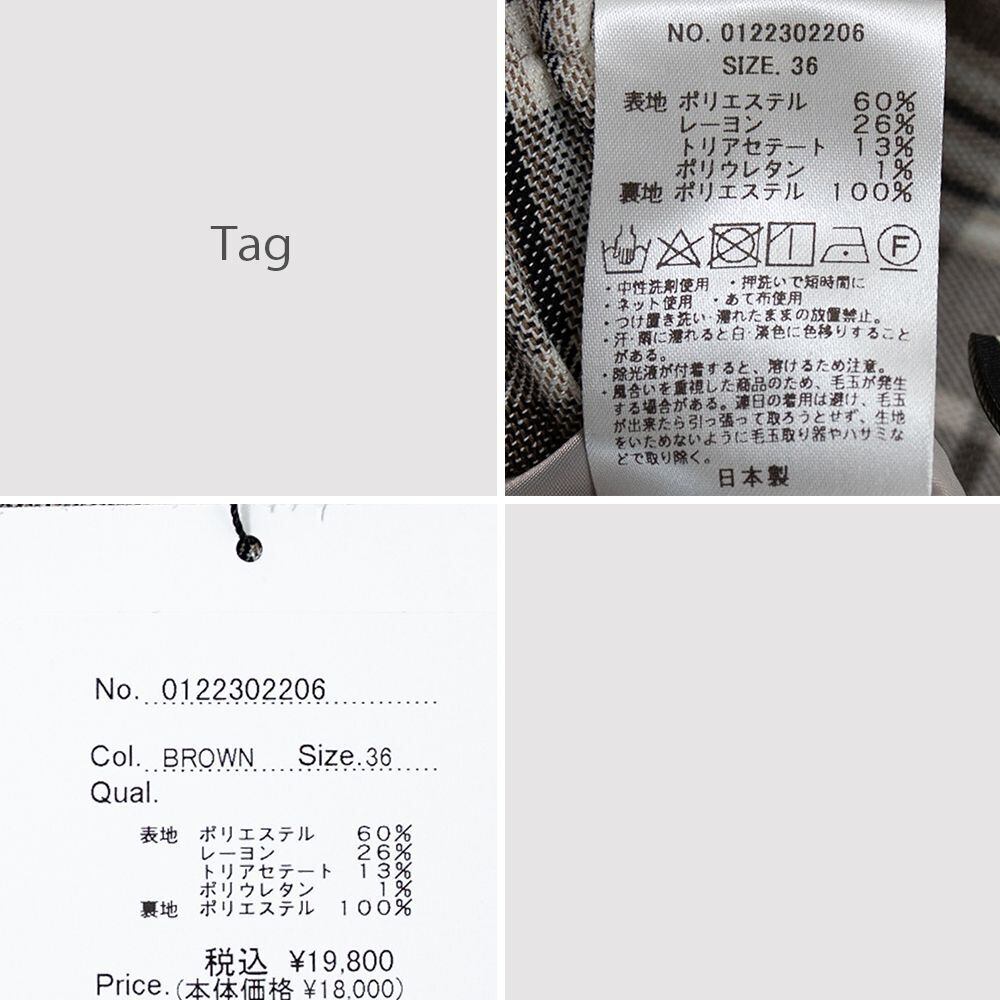 Tag
NO. 0122302206
SIZE. 36
表地 ポリエステル 60%
レーヨン 26%
トリアセテート 13%
ポリウレタン 1%
裏地 ポリエステル 100%
F
・中性洗剤使用 ・押洗いで短時間に
・ネット使用 ・あて布使用
・つけ置き洗い・濡れたままの放置禁止。
・汗・雨に濡れると白・淡色に色移りすること
がある。
・除光液が付着すると、溶けるため注意。
・風合いを重視した商品のため、毛玉が発生
する場合がある。連日の着用は避け、毛玉
が出来たら引っ張って取ろうとせず、生地
をいためないように毛玉取り器やハサミな
どで取り除く。
日本製
No. 0122302206
Col. BROWN Size. 36
Qual.
表地 ポリエステル 60%
レーヨン 26%
トリアセテート 13%
ポリウレタン 1%
裏地 ポリエステル 100%
税込 ¥19,800
Price. (本体価格 ¥18,000)